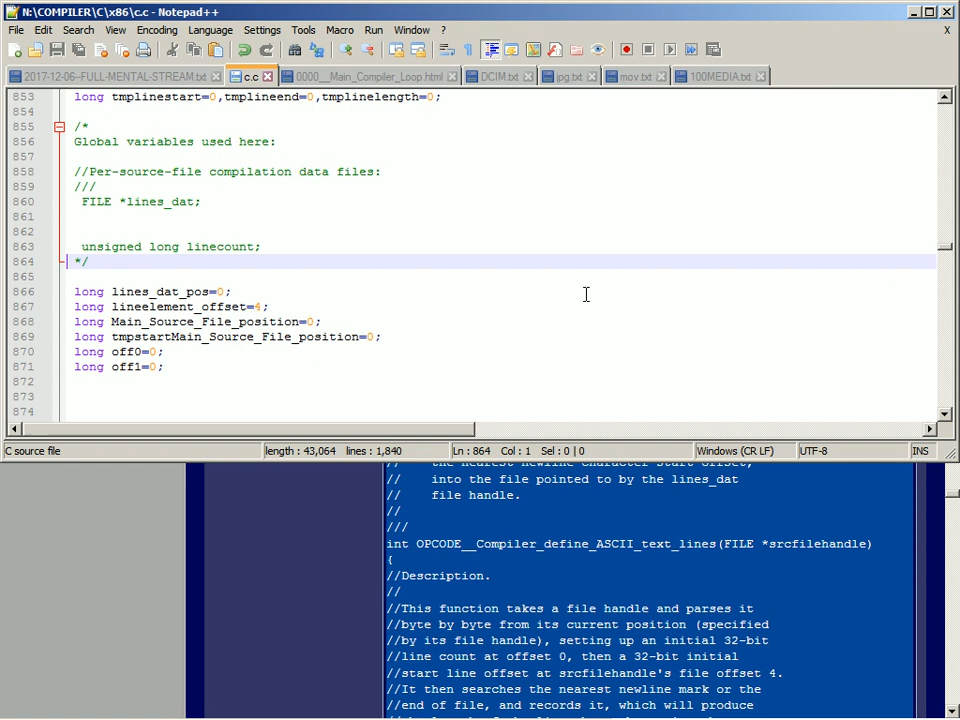 N:\COMPILER\C\x86\c.c - Notepad++
File Edit Search View Encoding Language Settings Tools Macro Run Window ? X
2017-12-06--FULL-MENTAL-STREAM.txt c.c 0000__Main_Compiler_Loop.html DCIM.txt jpg.txt mov.txt 100MEDIA.txt
853 long tmplinestart=0,tmplineend=0,tmplinelength=0;
854
855 /*
856 Global variables used here:
857
858 //Per-source-file compilation data files:
859 ///
860 FILE *lines_dat;
861
862
863 unsigned long linecount;
864 */
865
866 long lines_dat_pos=0;
867 long lineelement_offset=4;
868 long Main_Source_File_position=0;
869 long tmpstartMain_Source_File_position=0;
870 long off0=0;
871 long off1=0;
872
873
874
C source file length : 43,064 lines : 1,840 Ln : 864 Col : 1 Sel : 0 | 0 Windows (CR LF) UTF-8 INS
// the nearest newline character start offset,
// into the file pointed to by the lines_dat
// file handle.
//
///
int OPCODE__Compiler_define_ASCII_text_lines(FILE *srcfilehandle)
{
//Description.
//
//This function takes a file handle and parses it
//byte by byte from its current position (specified
//by its file handle), setting up an initial 32-bit
//line count at offset 0, then a 32-bit initial
//start line offset at srcfilehandle's file offset 4.
//It then searches the nearest newline mark or the
//end of file, and records it, which will produce